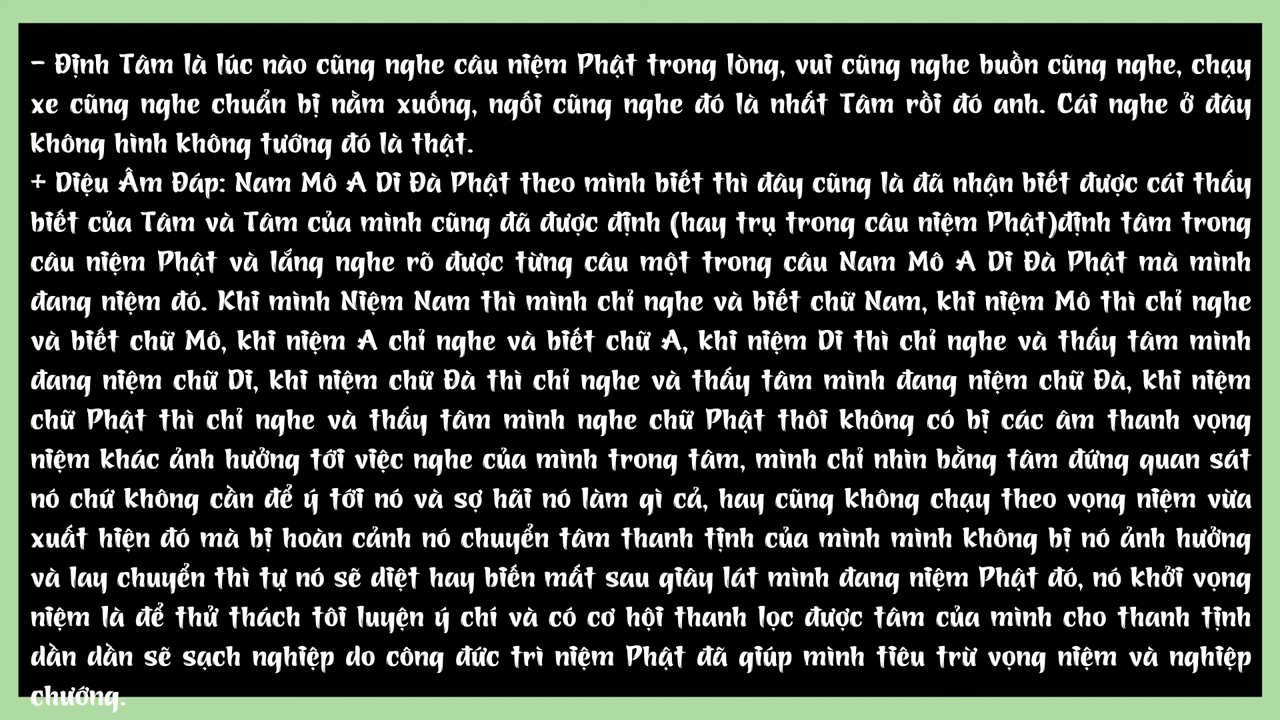 – Định Tâm là lúc nào cũng nghe câu niệm Phật trong lòng, vui cũng nghe buồn cũng nghe, chạy
xe cũng nghe chuẩn bị nằm xuống, ngối cũng nghe đó là nhất Tâm rồi đó anh. Cái nghe ở đây
không hình không tướng đó là thật.
+ Diệu Âm Đáp: Nam Mô A Di Đà Phật theo mình biết thì đây cũng là đã nhận biết được cái thấy
biết của Tâm và Tâm của mình cũng đã được định (hay trụ trong câu niệm Phật)định tâm trong
câu niệm Phật và lắng nghe rõ được từng câu một trong câu Nam Mô A Di Đà Phật mà mình
đang niệm đó. Khi mình Niệm Nam thì mình chỉ nghe và biết chữ Nam, khi niệm Mô thì chỉ nghe
và biết chữ Mô, khi niệm A chỉ nghe và biết chữ A, khi niệm Di thì chỉ nghe và thấy tâm mình
đang niệm chữ Di, khi niệm chữ Đà thì chỉ nghe và thấy tâm mình đang niệm chữ Đà, khi niệm
chữ Phật thì chỉ nghe và thấy tâm mình nghe chữ Phật thôi không có bị các âm thanh vọng
niệm khác ảnh hưởng tới việc nghe của mình trong tâm, mình chỉ nhìn bằng tâm đứng quan sát
nó chứ không cần để ý tới nó và sợ hãi nó làm gì cả, hay cũng không chạy theo vọng niệm vừa
xuất hiện đó mà bị hoàn cảnh nó chuyển tâm thanh tịnh của mình mình không bị nó ảnh hưởng
và lay chuyển thì tự nó sẽ diệt hay biến mất sau giây lát mình đang niệm Phật đó, nó khởi vọng
niệm là để thử thách tôi luyện ý chí và có cơ hội thanh lọc được tâm của mình cho thanh tịnh
dần dần sẽ sạch nghiệp do công đức trì niệm Phật đã giúp mình tiêu trừ vọng niệm và nghiệp
chướng.